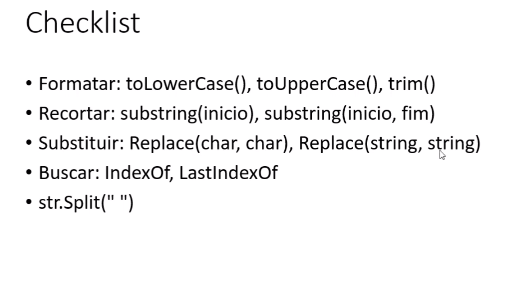 Checklist
• Formatar: toLowerCase(), toUpperCase(), trim()
• Recortar: substring(inicio), substring(inicio, fim)
• Substituir: Replace(char, char), Replace(string, string)
• Buscar: IndexOf, LastIndexOf
• str.Split(" ")